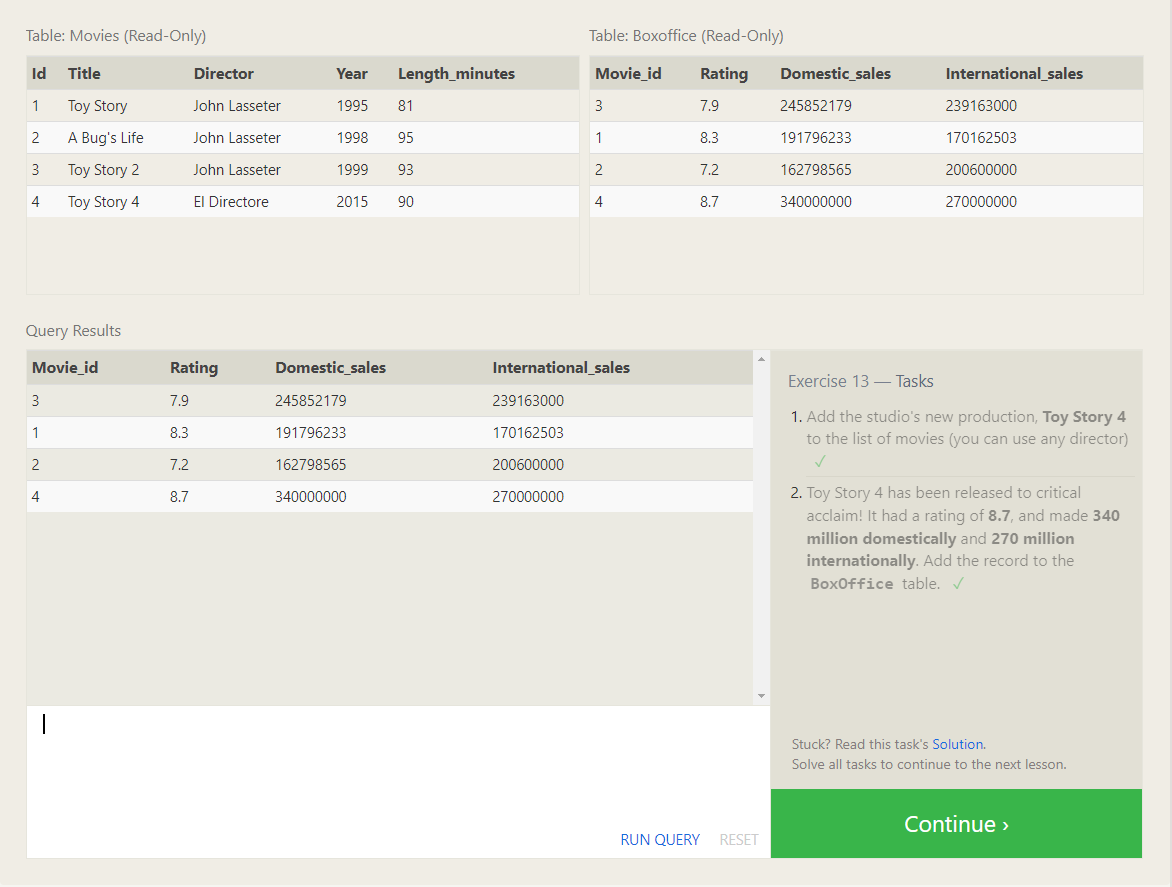 Table: Movies (Read-Only)
Id Title Director Year Length_minutes
1 Toy Story John Lasseter 1995 81
2 A Bug's Life John Lasseter 1998 95
3 Toy Story 2 John Lasseter 1999 93
4 Toy Story 4 El Directore 2015 90
Table: Boxoffice (Read-Only)
Movie_id Rating Domestic_sales International_sales
3 7.9 245852179 239163000
1 8.3 191796233 170162503
2 7.2 162798565 200600000
4 8.7 340000000 270000000
Query Results
Movie_id Rating Domestic_sales International_sales
3 7.9 245852179 239163000
1 8.3 191796233 170162503
2 7.2 162798565 200600000
4 8.7 340000000 270000000
RUN QUERY RESET
Exercise 13 — Tasks
1. Add the studio's new production, Toy Story 4
to the list of movies (you can use any director)
✓
2. Toy Story 4 has been released to critical
acclaim! It had a rating of 8.7, and made 340
million domestically and 270 million
internationally. Add the record to the
BoxOffice table. ✓
Stuck? Read this task's Solution.
Solve all tasks to continue to the next lesson.
Continue ›